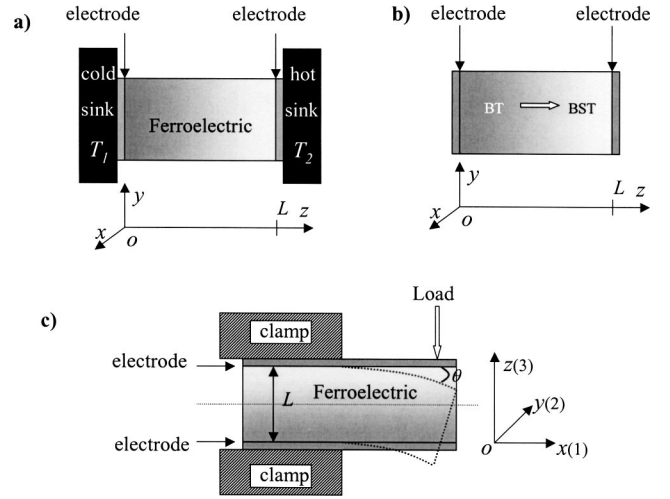 a)
electrode electrode
cold hot
sink sink
Ferroelectric
T1 T2
y
L z
x
o
b)
electrode electrode
BT BST
y
L z
x
o
c)
Load
clamp
electrode
θ
L Ferroelectric
electrode
clamp
z(3)
y(2)
o x(1)